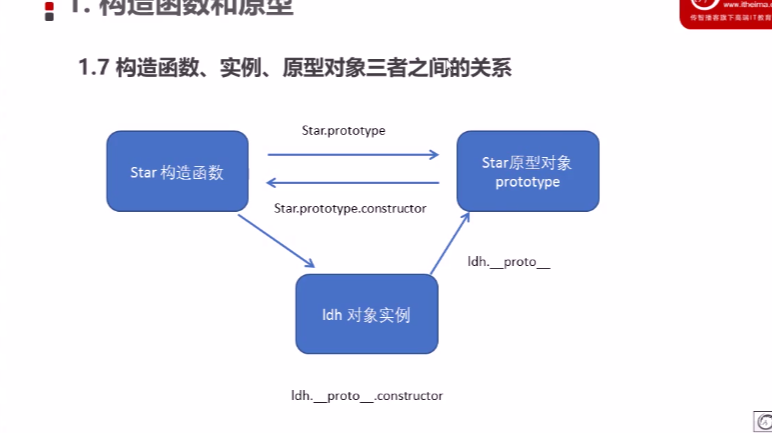 1. 构造函数和原型
www.itheima.c
传智播客旗下高端IT教育
1.7 构造函数、实例、原型对象三者之间的关系
Star.prototype
Star 构造函数
Star原型对象
prototype
Star.prototype.constructor
ldh.__proto__
ldh 对象实例
ldh.__proto__.constructor